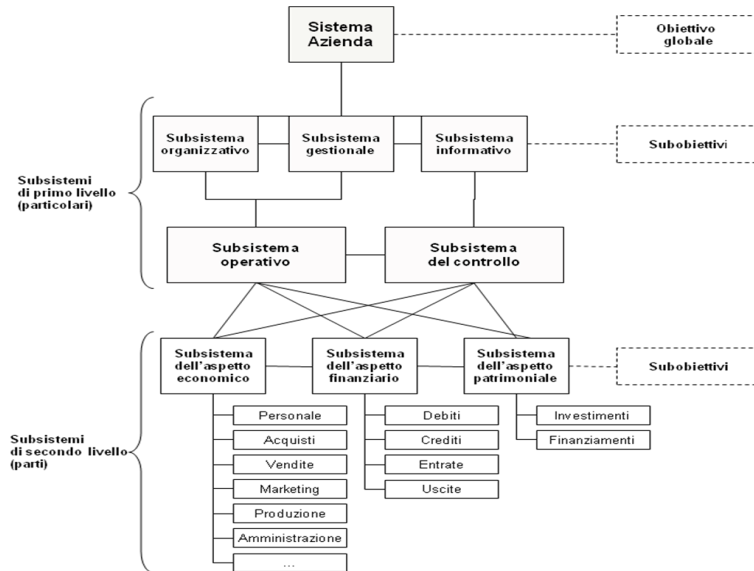 Sistema
Azienda
Obiettivo
globale
Subsistema
organizzativo
Subsistema
gestionale
Subsistema
informativo
Subobiettivi
Subsistemi
di primo livello
(particolari)
Subsistema
operativo
Subsistema
del controllo
Subsistema
dell'aspetto
economico
Subsistema
dell'aspetto
finanziario
Subsistema
dell'aspetto
patrimoniale
Subobiettivi
Subsistemi
di secondo livello
(parti)
Personale
Acquisti
Vendite
Marketing
Produzione
Amministrazione
...
Debiti
Crediti
Entrate
Uscite
Investimenti
Finanziamenti